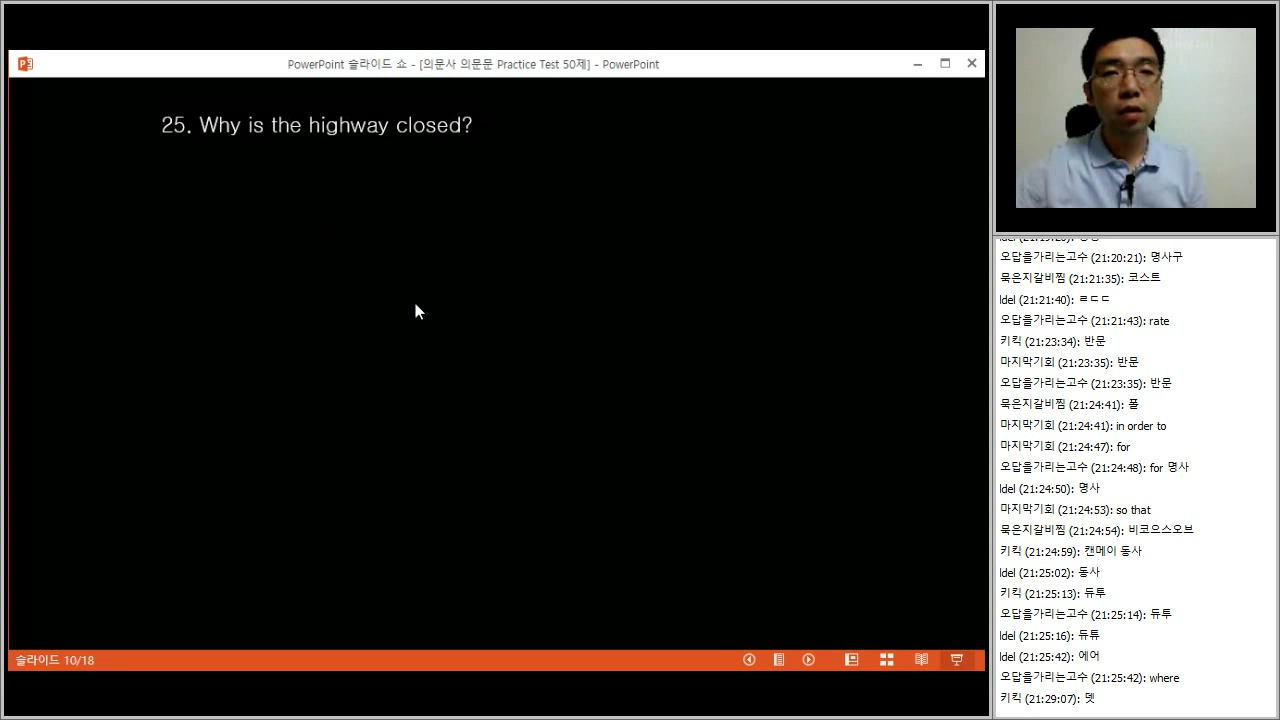 PowerPoint 슬라이드 쇼 - [의문사 의문문 Practice Test 50제] - PowerPoint
25. Why is the highway closed?
슬라이드 10/18
오답을가리는고수 (21:20:21): 명사구
묵은지갈비찜 (21:21:35): 코스트
ldel (21:21:40): ㄹㄷㄷ
오답을가리는고수 (21:21:43): rate
키킥 (21:23:34): 반문
마지막기회 (21:23:35): 반문
오답을가리는고수 (21:23:35): 반문
묵은지갈비찜 (21:24:41): 폴
마지막기회 (21:24:41): in order to
마지막기회 (21:24:47): for
오답을가리는고수 (21:24:48): for 명사
ldel (21:24:50): 명사
마지막기회 (21:24:53): so that
묵은지갈비찜 (21:24:54): 비코으스오브
키킥 (21:24:59): 캔메이 동사
ldel (21:25:02): 동사
키킥 (21:25:13): 듀투
오답을가리는고수 (21:25:14): 듀투
ldel (21:25:16): 듀튜
ldel (21:25:42): 에어
오답을가리는고수 (21:25:42): where
키킥 (21:29:07): 뎃